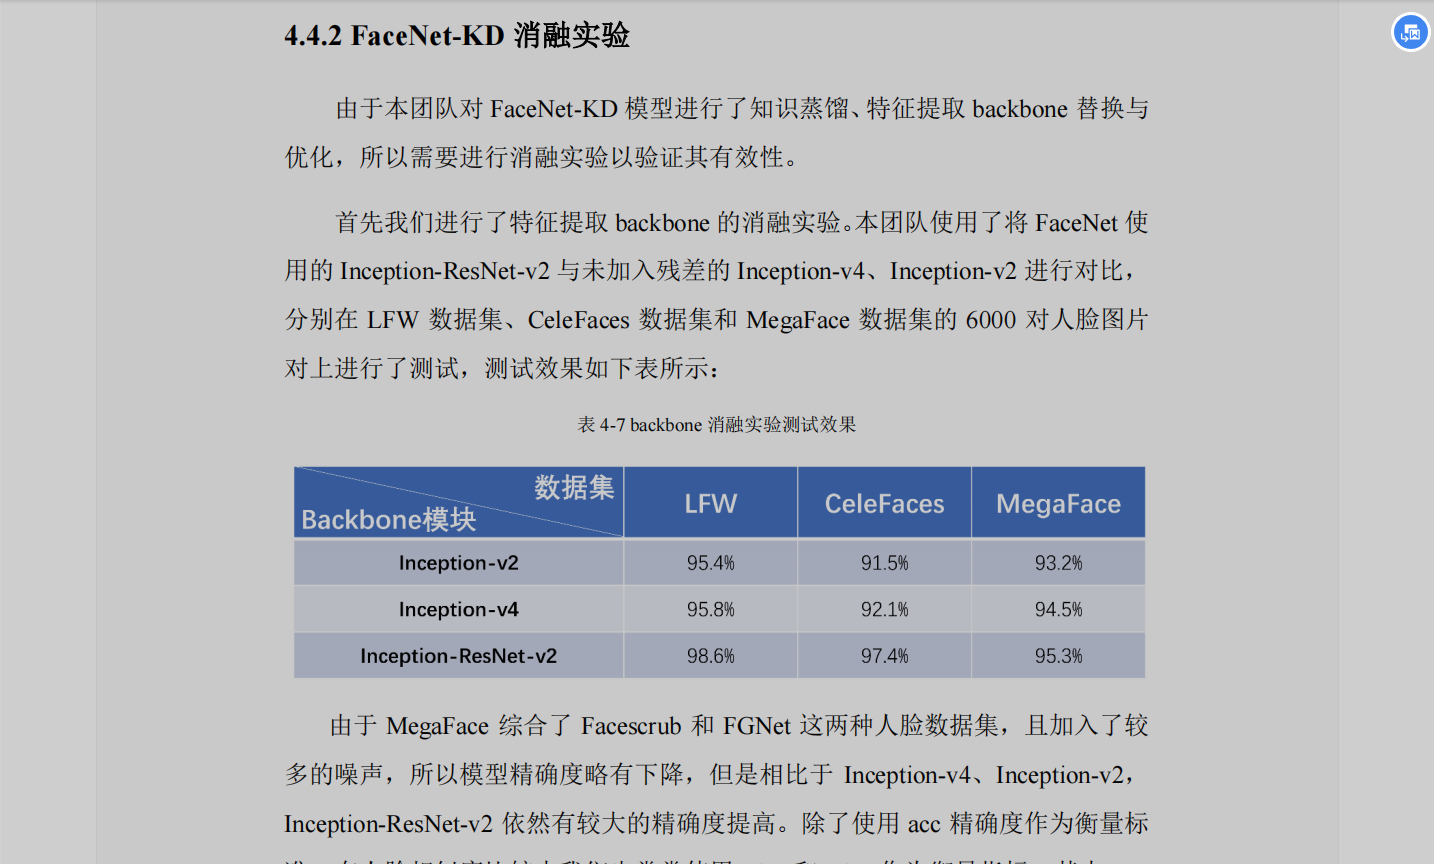 4.4.2 FaceNet-KD 消融实验
由于本团队对 FaceNet-KD 模型进行了知识蒸馏、特征提取 backbone 替换与
优化，所以需要进行消融实验以验证其有效性。
首先我们进行了特征提取 backbone 的消融实验。本团队使用了将 FaceNet 使
用的 Inception-ResNet-v2 与未加入残差的 Inception-v4、Inception-v2 进行对比，
分别在 LFW 数据集、CeleFaces 数据集和 MegaFace 数据集的 6000 对人脸图片
对上进行了测试，测试效果如下表所示：
表 4-7 backbone 消融实验测试效果
数据集
Backbone模块 LFW CeleFaces MegaFace
Inception-v2 95.4% 91.5% 93.2%
Inception-v4 95.8% 92.1% 94.5%
Inception-ResNet-v2 98.6% 97.4% 95.3%
由于 MegaFace 综合了 Facescrub 和 FGNet 这两种人脸数据集，且加入了较
多的噪声，所以模型精确度略有下降，但是相比于 Inception-v4、Inception-v2，
Inception-ResNet-v2 依然有较大的精确度提高。除了使用 acc 精确度作为衡量标